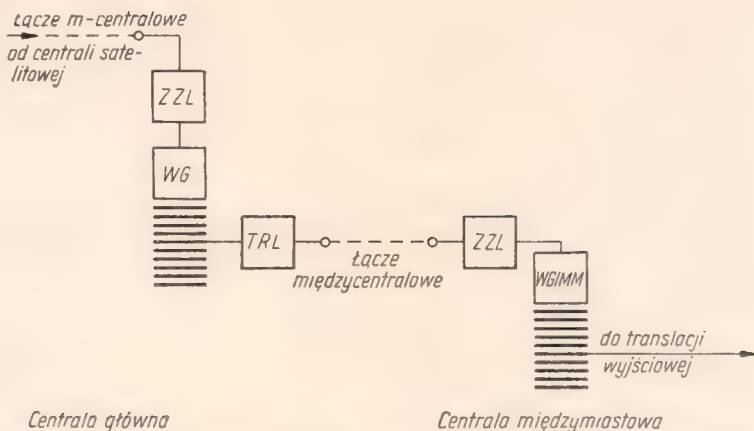 Łącze m-centralowe
od centrali sate-
litowej
ZZL
WG
TRL
Łącze
międzycentralowe
ZZL
WGIMM
do translacji
wyjściowej
Centrala główna
Centrala międzymiastowa